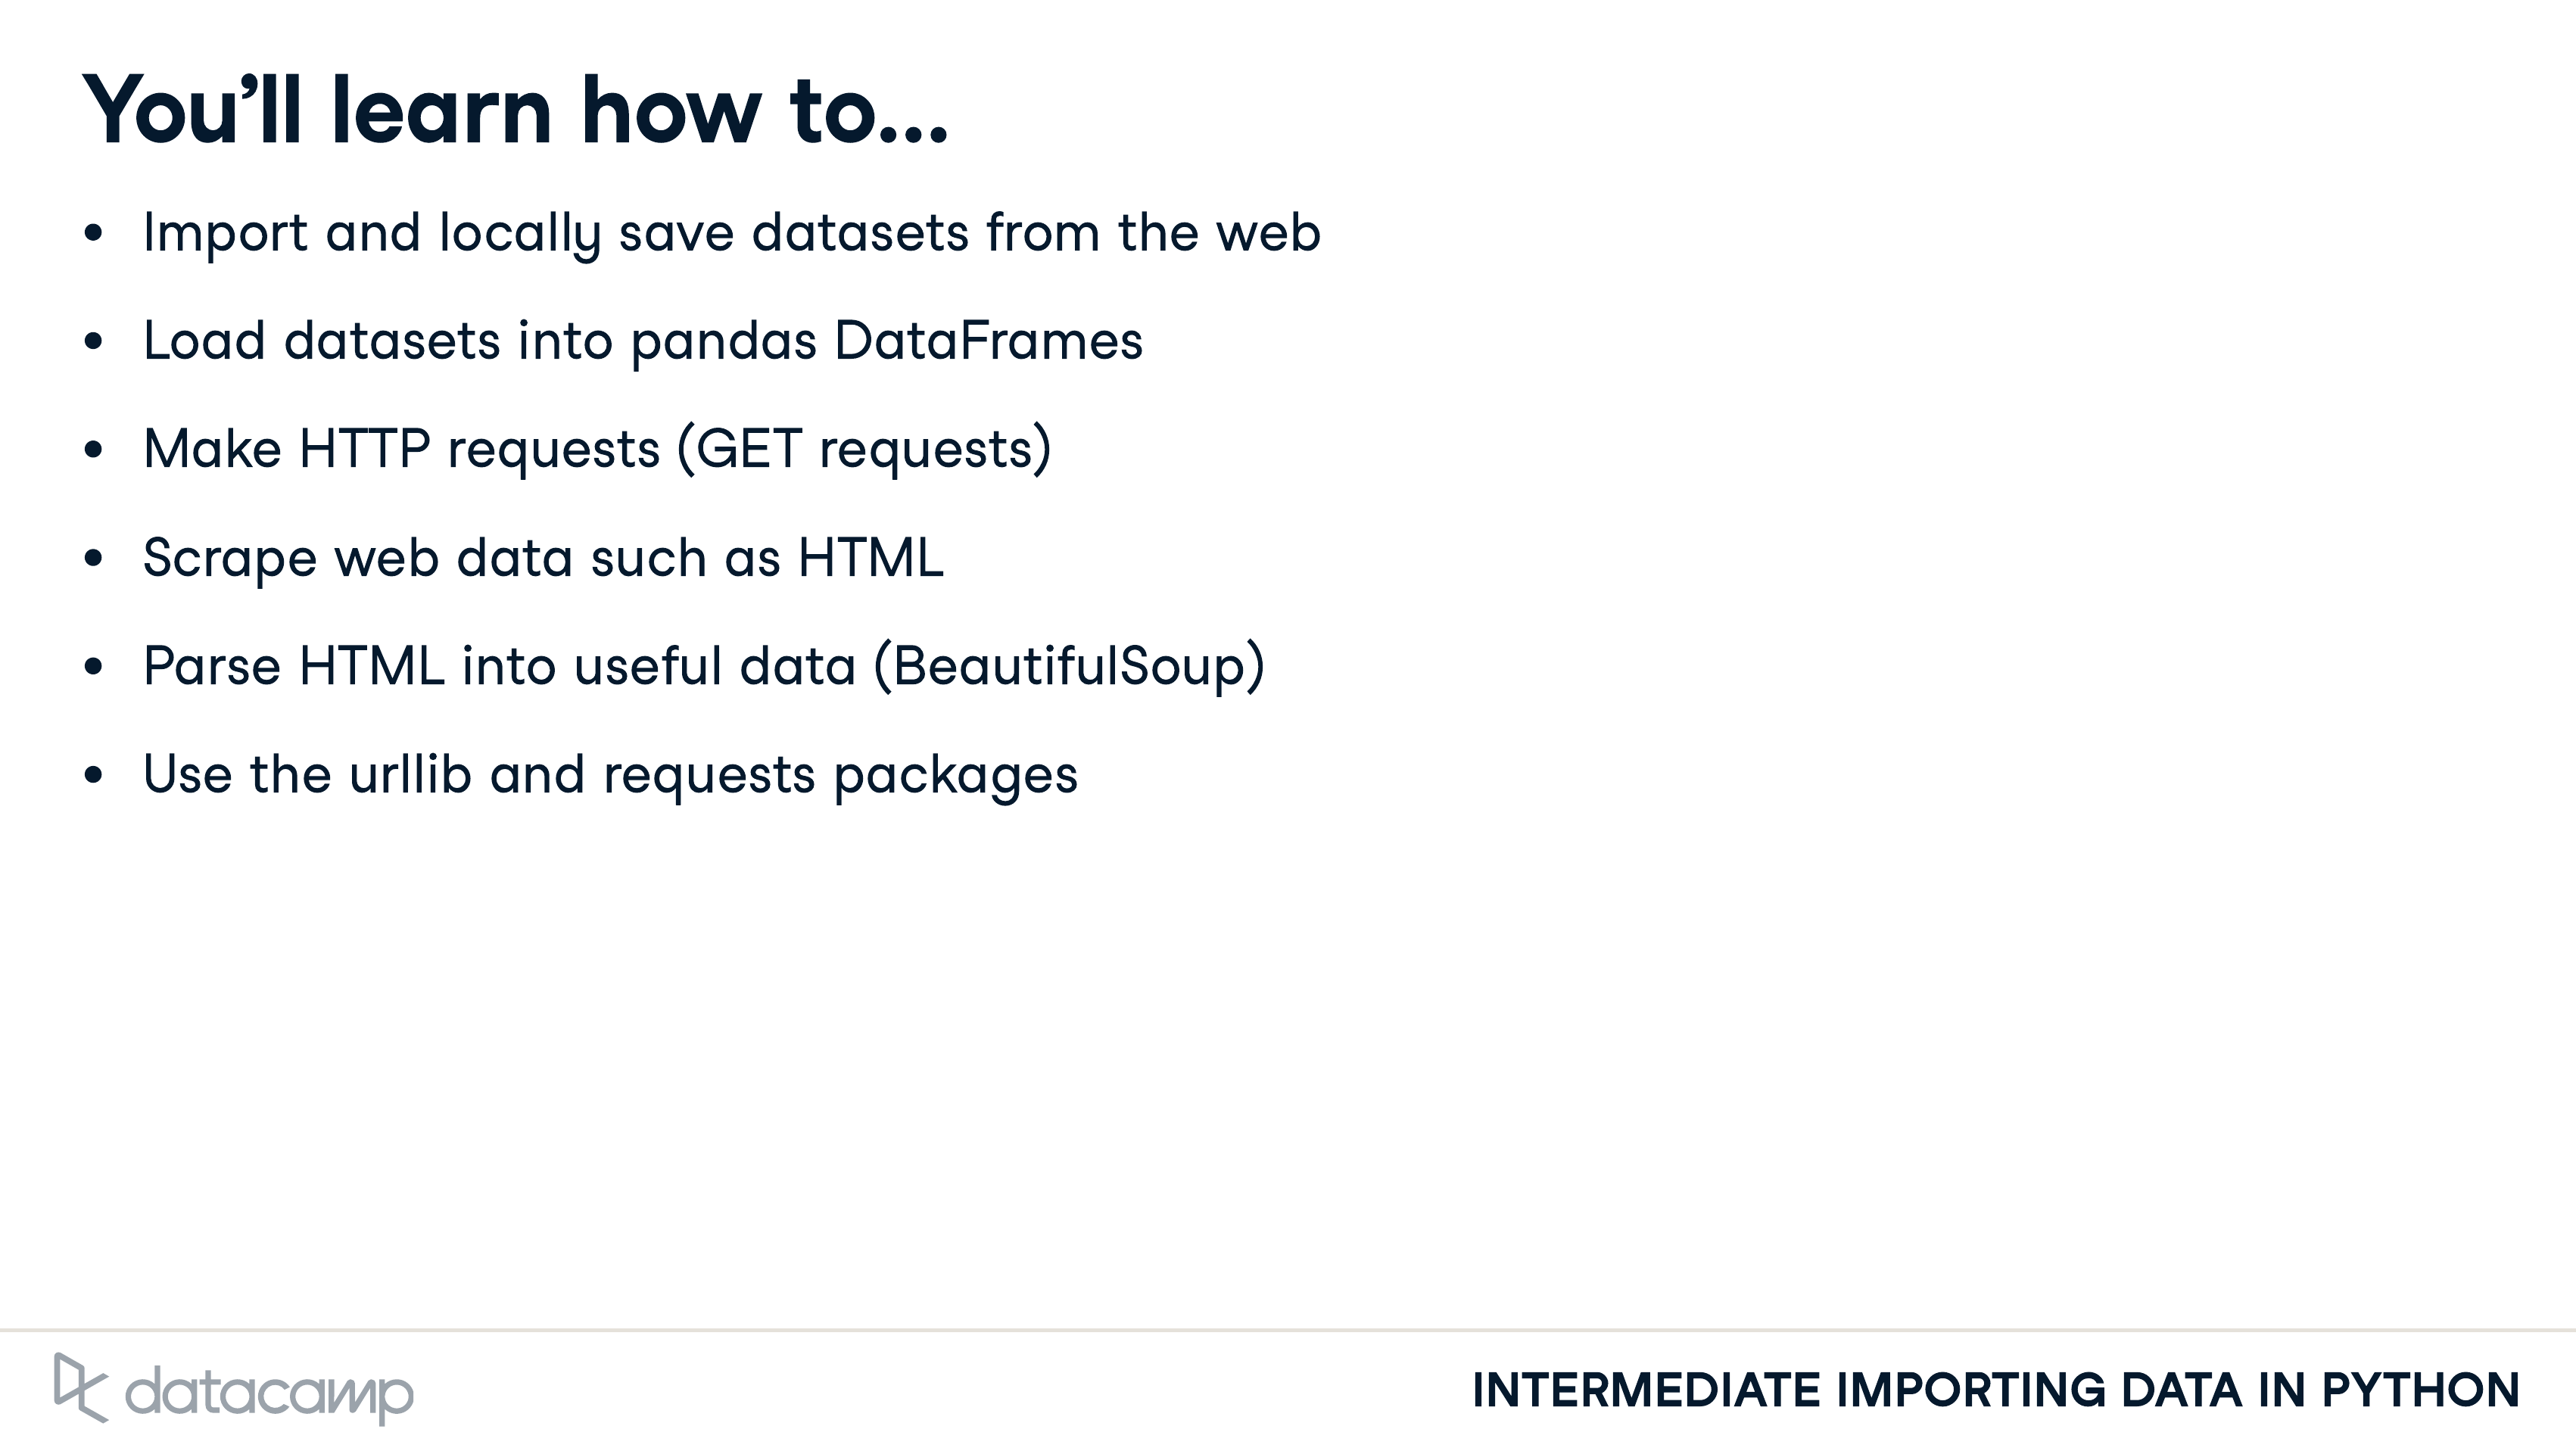 You’ll learn how to...
• Import and locally save datasets from the web
• Load datasets into pandas DataFrames
• Make HTTP requests (GET requests)
• Scrape web data such as HTML
• Parse HTML into useful data (BeautifulSoup)
• Use the urllib and requests packages
datacamp
INTERMEDIATE IMPORTING DATA IN PYTHON